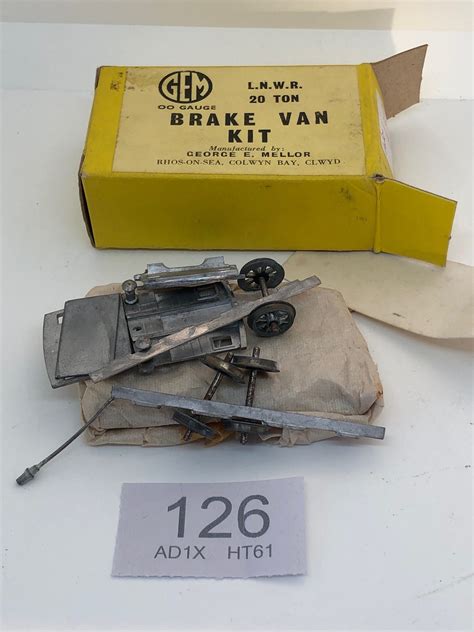 GEM
OO GAUGE
L.N.W.R.
20 TON
BRAKE VAN
KIT
Manufactured by:
GEORGE E. MELLOR
RHOS-ON-SEA, COLWYN BAY, CLWYD
126
AD1X HT61